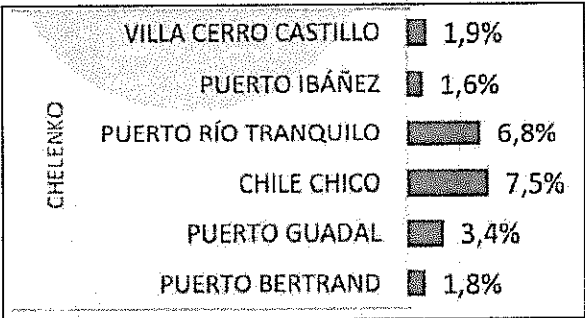 CHELENKO
VILLA CERRO CASTILLO 1,9%
PUERTO IBÁÑEZ 1,6%
PUERTO RÍO TRANQUILO 6,8%
CHILE CHICO 7,5%
PUERTO GUADAL 3,4%
PUERTO BERTRAND 1,8%